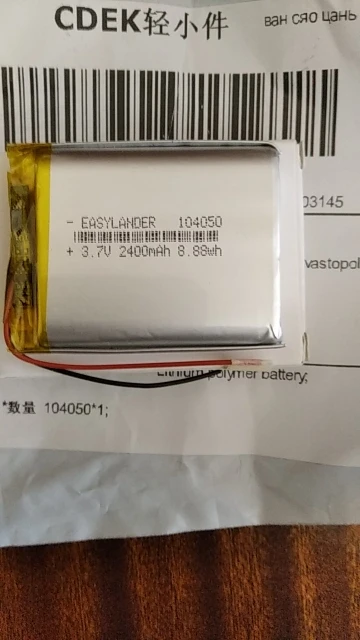 CDEK轻小件
ван сяо цань
03145
- EASYLANDER 104050
+ 3.7V 2400mAh 8.88wh
vastopol
Lithium polymer battery;
*数量 104050*1;